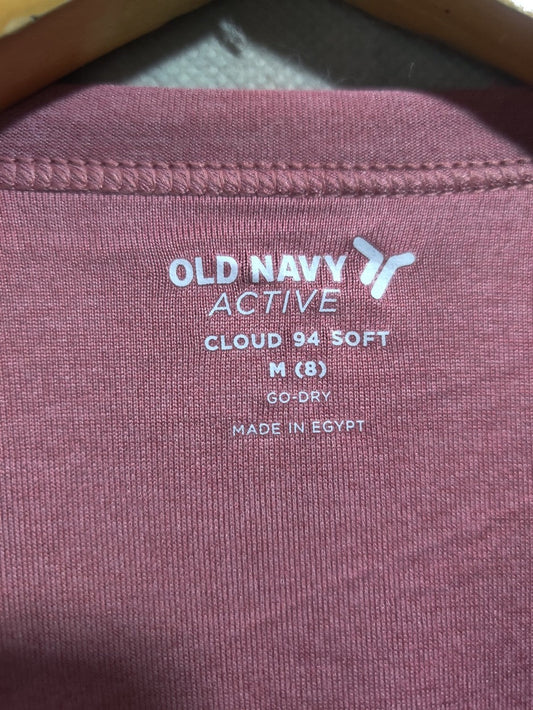 OLD NAVY
ACTIVE
CLOUD 94 SOFT
M (8)
GO-DRY
MADE IN EGYPT